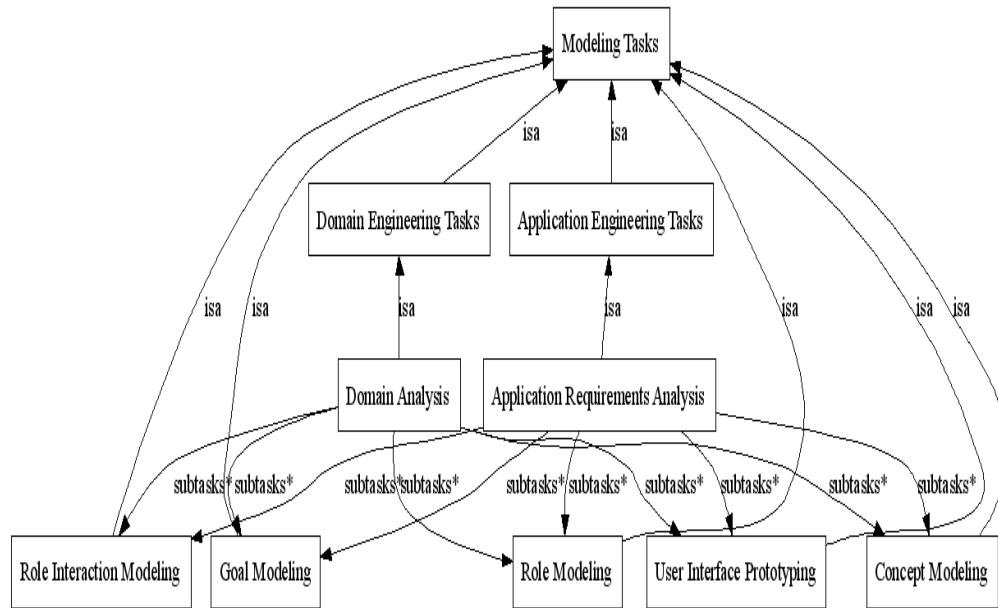 Modeling Tasks
isa
isa
Domain Engineering Tasks
Application Engineering Tasks
isa
isa
isa
isa
isa
isa
Domain Analysis
Application Requirements Analysis
subtasks*
subtasks*
subtasks*
subtasks*
subtasks*
subtasks*
subtasks*
subtasks*
subtasks*
subtasks*
Role Interaction Modeling
Goal Modeling
Role Modeling
User Interface Prototyping
Concept Modeling